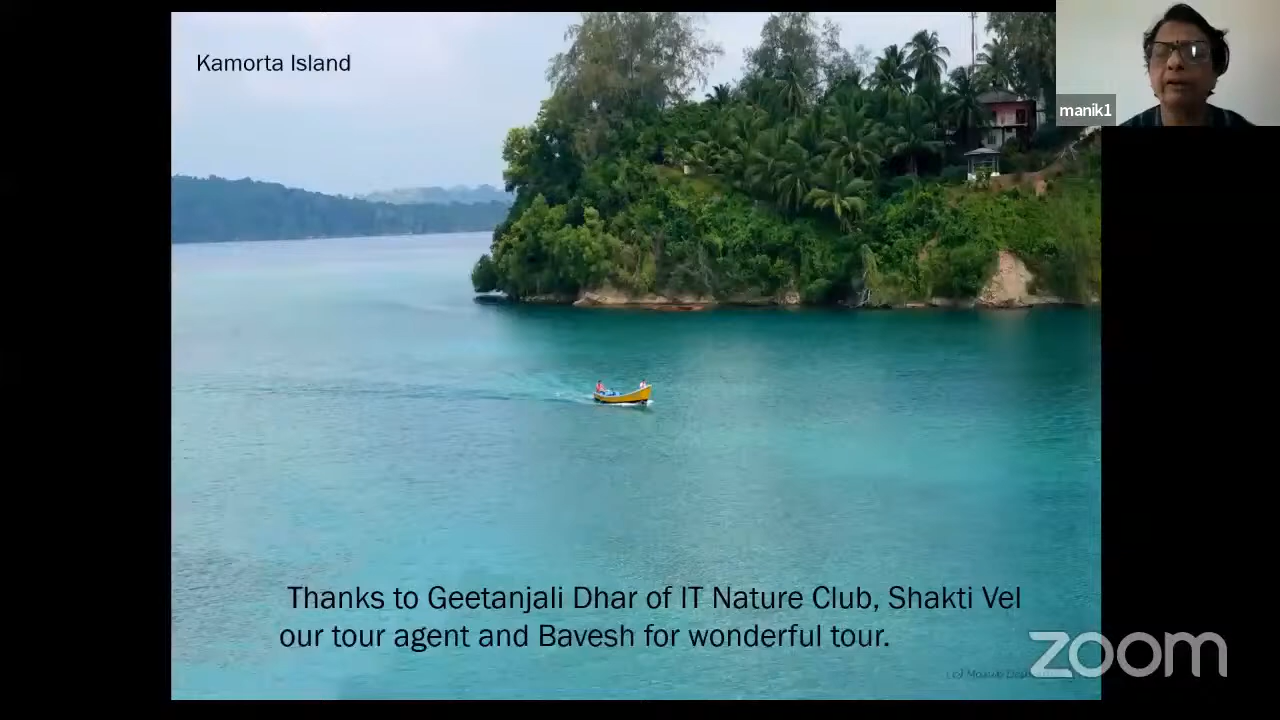 Kamorta Island
manik1
Thanks to Geetanjali Dhar of IT Nature Club, Shakti Vel
our tour agent and Bavesh for wonderful tour.
zoom